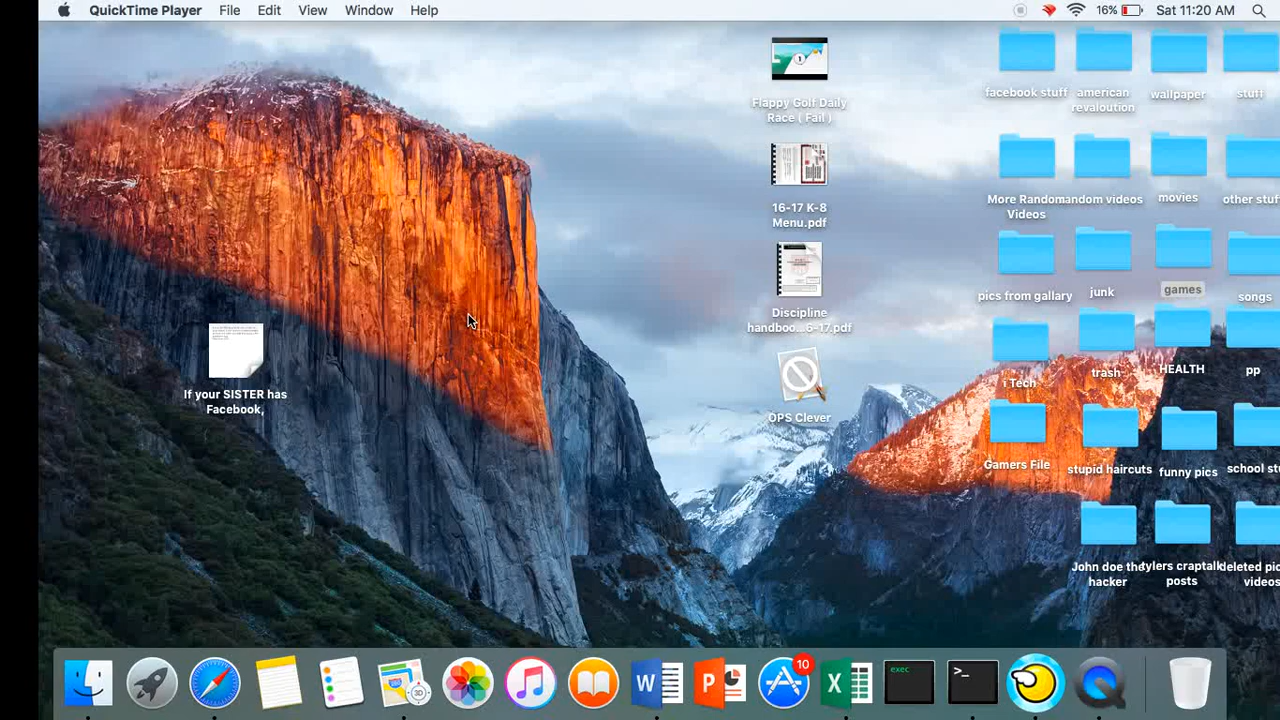 QuickTime Player File Edit View Window Help 16% Sat 11:20 AM
Flappy Golf Daily
Race ( Fail )
facebook stuff
american
revaloution
wallpaper
stuff
16-17 K-8
Menu.pdf
More Random
Videos
andom videos
movies
other stuf
Discipline
handboo...6-17.pdf
pics from gallary
junk
games
songs
If your SISTER has
Facebook,
OPS Clever
i Tech
trash
HEALTH
pp
Gamers File
stupid haircuts
funny pics
school stu
John doe the
hacker
tylers craptalk
posts
deleted pic
videos
10
exec